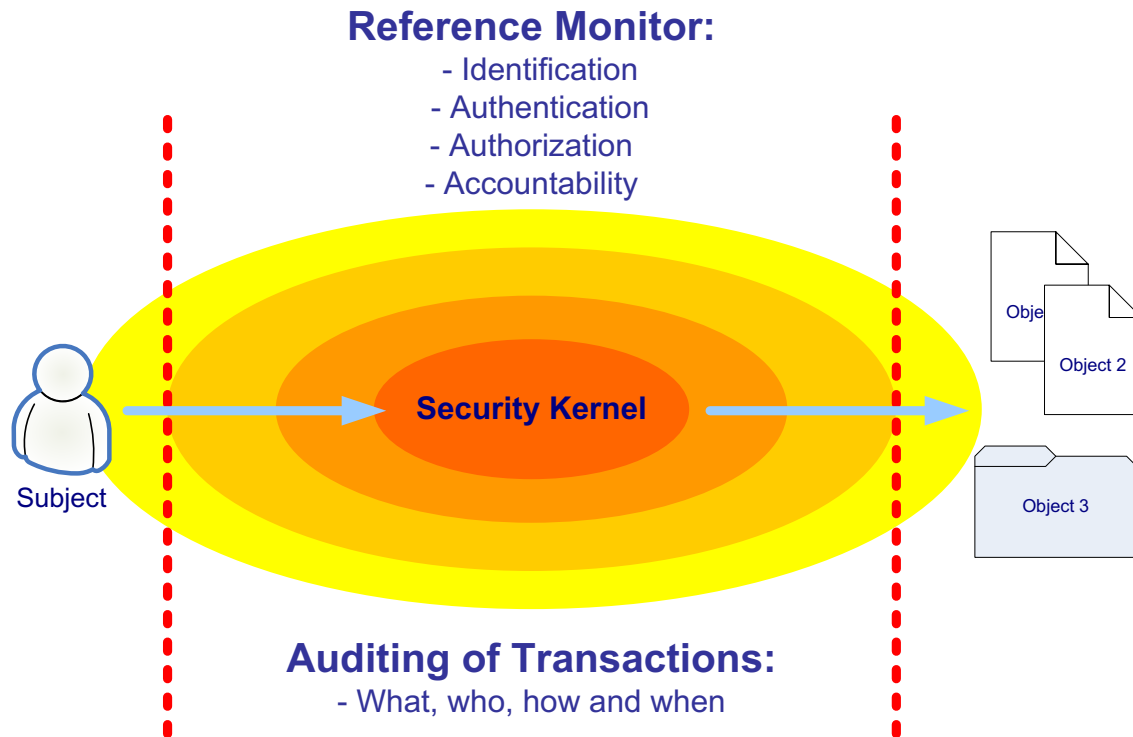 Reference Monitor:
- Identification
- Authentication
- Authorization
- Accountability
Obje
Object 2
Security Kernel
Subject
Object 3
Auditing of Transactions:
- What, who, how and when